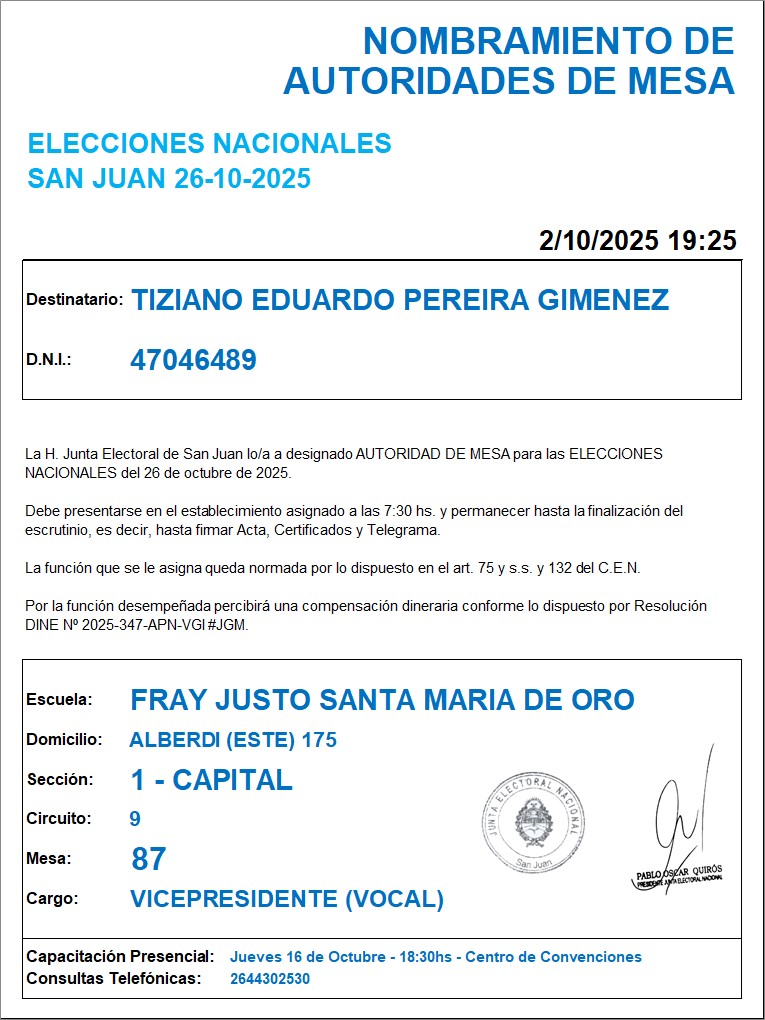 NOMBRAMIENTO DE
AUTORIDADES DE MESA
ELECCIONES NACIONALES
SAN JUAN 26-10-2025
2/10/2025 19:25
Destinatario: TIZIANO EDUARDO PEREIRA GIMENEZ
D.N.I.: 47046489
La H. Junta Electoral de San Juan lo/a a designado AUTORIDAD DE MESA para las ELECCIONES
NACIONALES del 26 de octubre de 2025.
Debe presentarse en el establecimiento asignado a las 7:30 hs. y permanecer hasta la finalización del
escrutinio, es decir, hasta firmar Acta, Certificados y Telegrama.
La función que se le asigna queda normada por lo dispuesto en el art. 75 y s.s. y 132 del C.E.N.
Por la función desempeñada percibirá una compensación dineraria conforme lo dispuesto por Resolución
DINE Nº 2025-347-APN-VGI#JGM.
Escuela: FRAY JUSTO SANTA MARIA DE ORO
Domicilio: ALBERDI (ESTE) 175
Sección: 1 - CAPITAL
Circuito: 9
Mesa: 87
Cargo: VICEPRESIDENTE (VOCAL)
JUNTA ELECTORAL NACIONAL
San Juan
PABLO OSCAR QUIRÓS
PRESIDENTE JUNTA ELECTORAL NACIONAL
Capacitación Presencial: Jueves 16 de Octubre - 18:30hs - Centro de Convenciones
Consultas Telefónicas: 2644302530